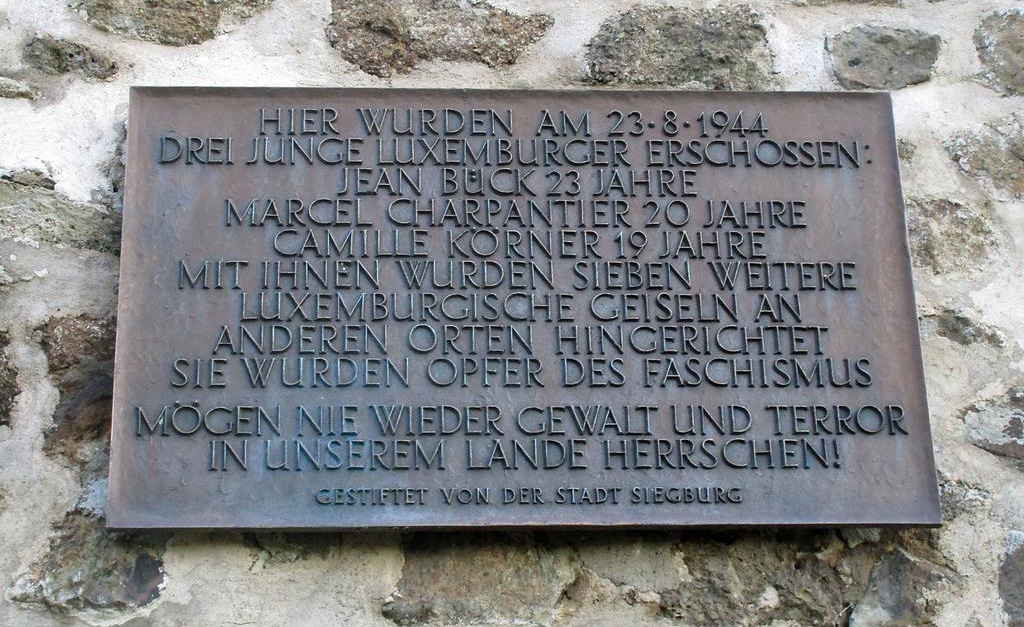 HIER WURDEN AM 23·8·1944
DREI JUNGE LUXEMBURGER ERSCHOSSEN:
JEAN BÜCK 23 JAHRE
MARCEL CHARPANTIER 20 JAHRE
CAMILLE KÖRNER 19 JAHRE
MIT IHNEN WURDEN SIEBEN WEITERE
LUXEMBURGISCHE GEISELN AN
ANDEREN ORTEN HINGERICHTET
SIE WURDEN OPFER DES FASCHISMUS
MÖGEN NIE WIEDER GEWALT UND TERROR
IN UNSEREM LANDE HERRSCHEN!
GESTIFTET VON DER STADT SIEGBURG